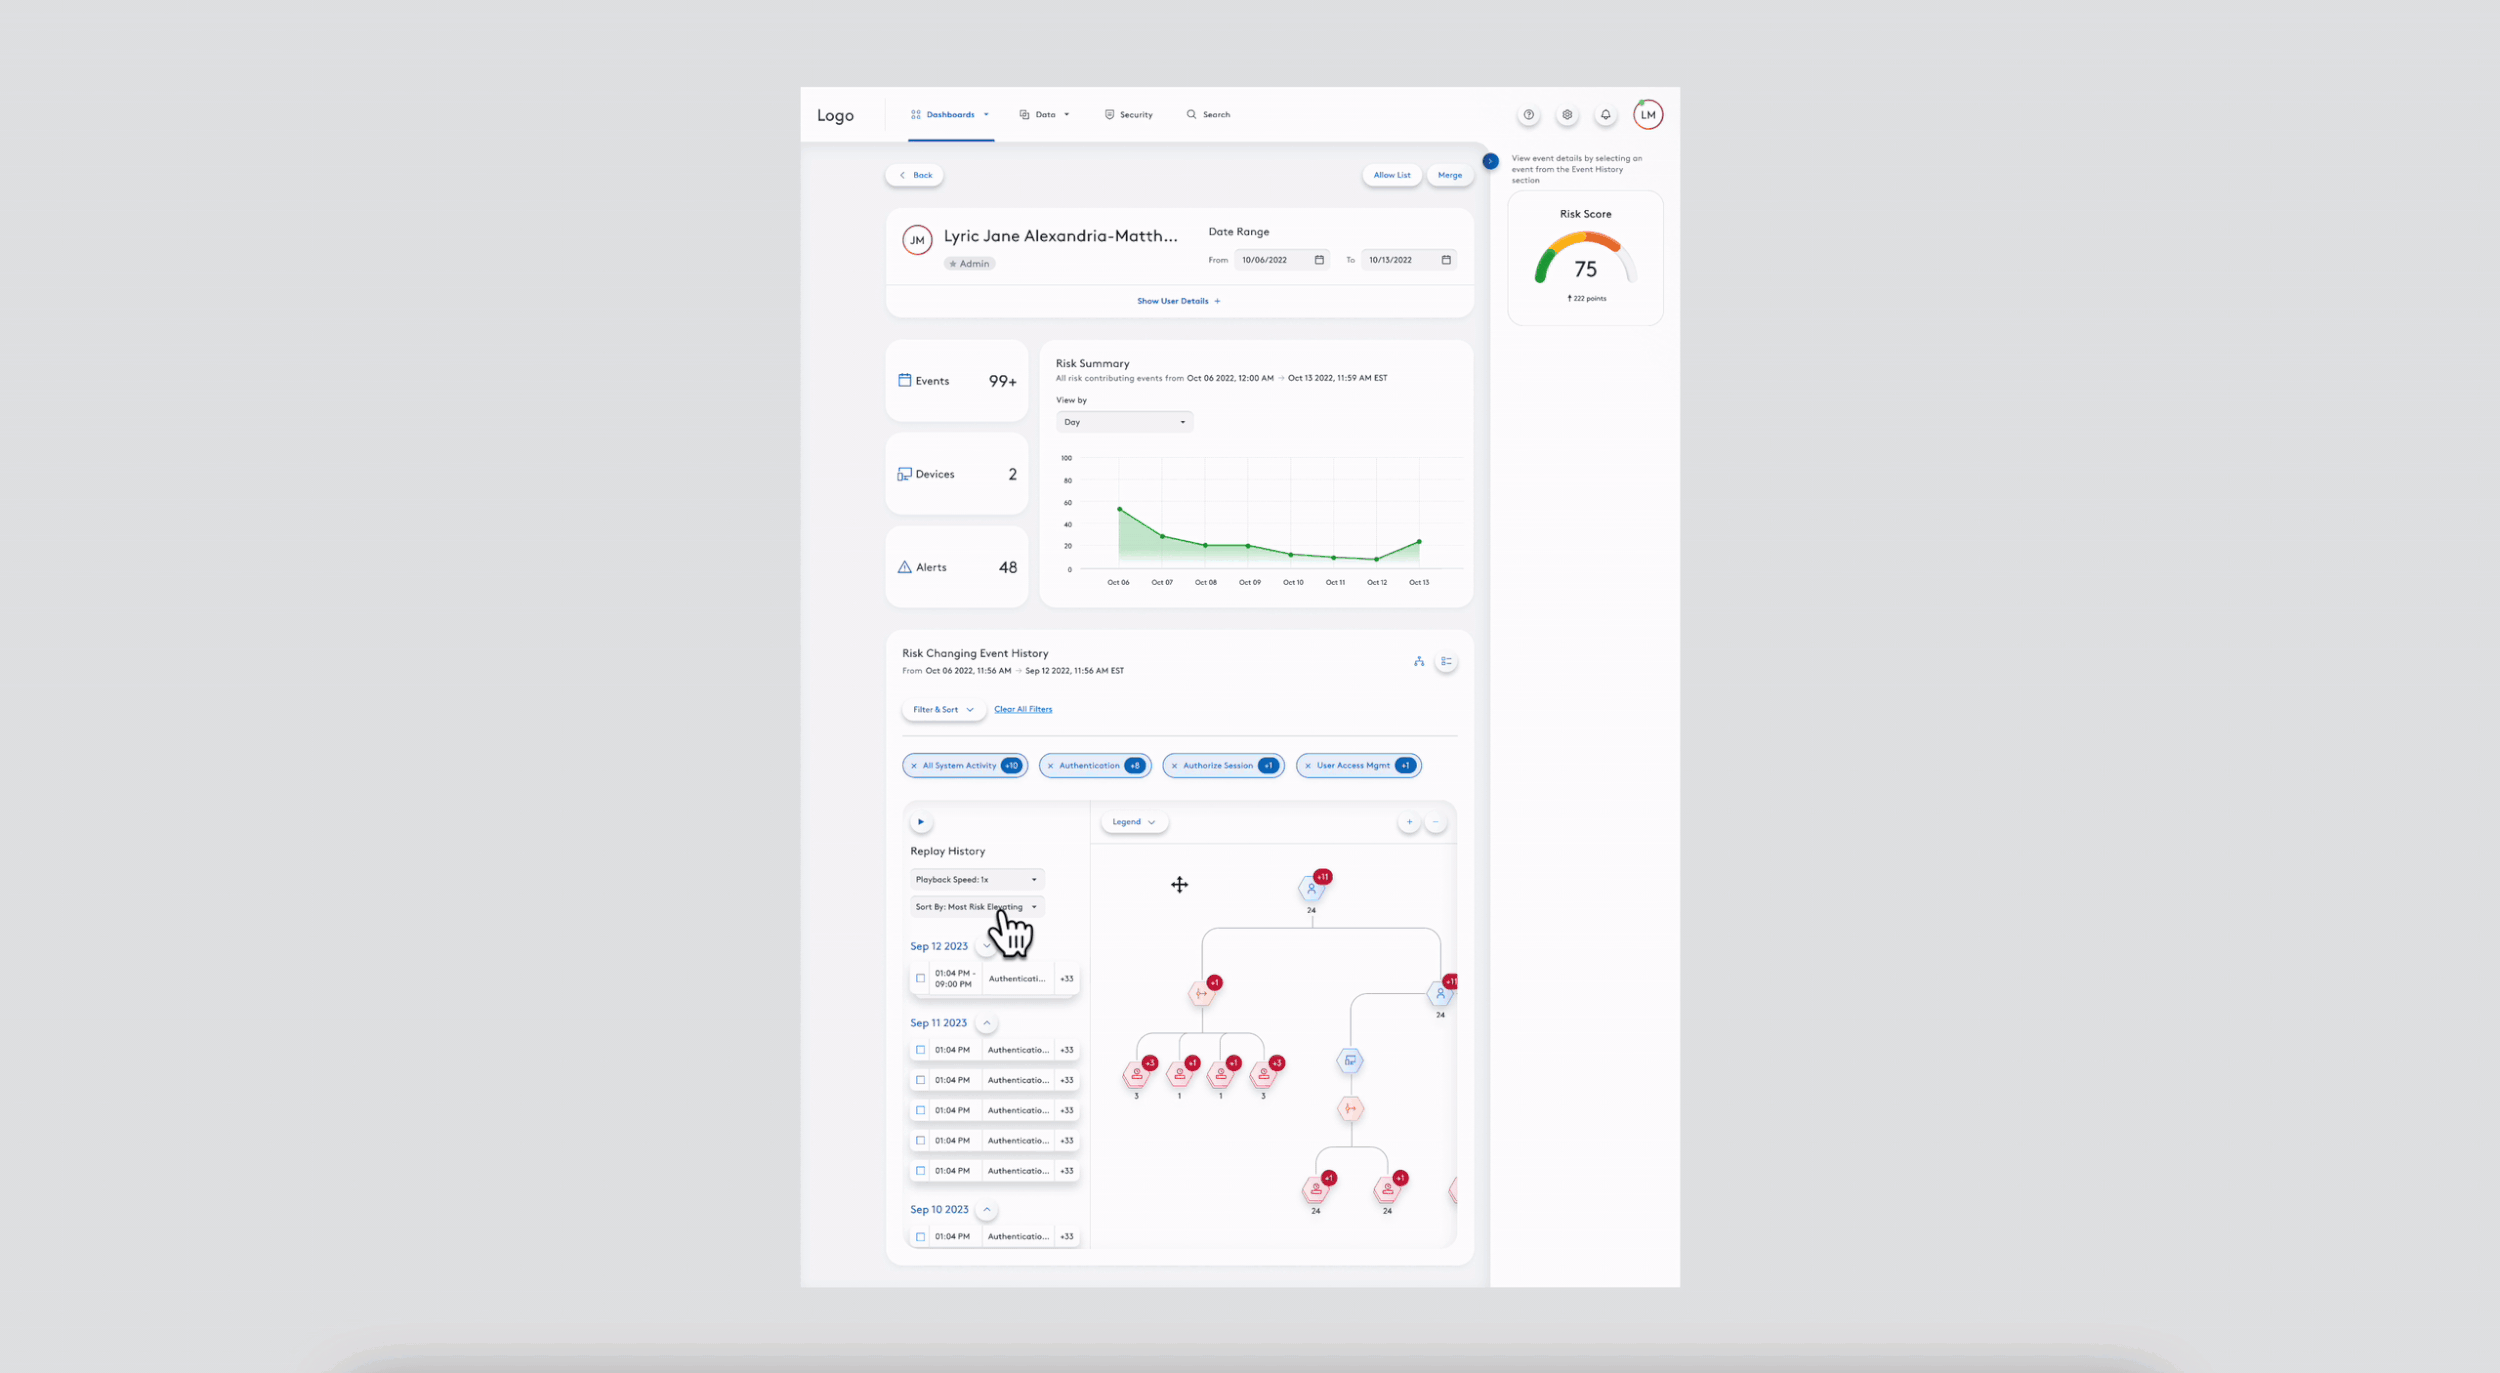 Logo
Dashboards
Data
Security
Search
LM
Back
Allow List
Merge
View event details by selecting an
event from the Event History
section
Risk Score
75
222 points
JM
Lyric Jane Alexandria-Matth...
Admin
Date Range
From 10/06/2022 To 10/13/2022
Show User Details +
Events 99+
Devices 2
Alerts 48
Risk Summary
All risk contributing events from Oct 06 2022, 12:00 AM → Oct 13 2022, 11:59 AM EST
View by
Day
100
80
60
40
20
0
Oct 06 Oct 07 Oct 08 Oct 09 Oct 10 Oct 11 Oct 12 Oct 13
Risk Changing Event History
From Oct 06 2022, 11:56 AM → Sep 12 2022, 11:56 AM EST
Filter & Sort
Clear All Filters
× All System Activity +10
× Authentication +8
× Authorize Session +1
× User Access Mgmt +1
Replay History
Playback Speed: 1x
Sort By: Most Risk Elevating
Sep 12 2023
01:04 PM -
09:00 PM
Authenticati... +33
Sep 11 2023
01:04 PM Authenticatio... +33
01:04 PM Authenticatio... +33
01:04 PM Authenticatio... +33
01:04 PM Authenticatio... +33
01:04 PM Authenticatio... +33
Sep 10 2023
01:04 PM Authenticatio... +33
Legend
+ −
+11
24
+1
+11
24
+3 +1 +1 +3
3 1 1 3
+1 +1
24 24